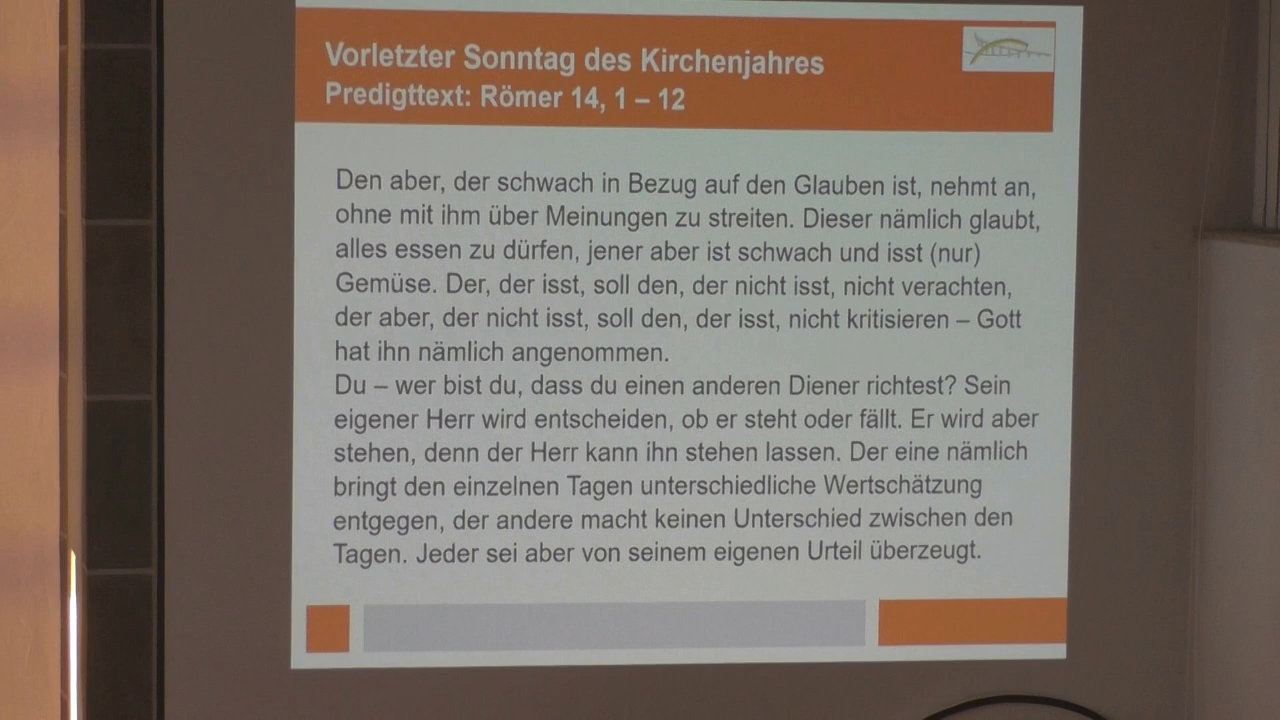 Vorletzter Sonntag des Kirchenjahres
Predigttext: Römer 14, 1 – 12
Den aber, der schwach in Bezug auf den Glauben ist, nehmt an,
ohne mit ihm über Meinungen zu streiten. Dieser nämlich glaubt,
alles essen zu dürfen, jener aber ist schwach und isst (nur)
Gemüse. Der, der isst, soll den, der nicht isst, nicht verachten,
der aber, der nicht isst, soll den, der isst, nicht kritisieren – Gott
hat ihn nämlich angenommen.
Du – wer bist du, dass du einen anderen Diener richtest? Sein
eigener Herr wird entscheiden, ob er steht oder fällt. Er wird aber
stehen, denn der Herr kann ihn stehen lassen. Der eine nämlich
bringt den einzelnen Tagen unterschiedliche Wertschätzung
entgegen, der andere macht keinen Unterschied zwischen den
Tagen. Jeder sei aber von seinem eigenen Urteil überzeugt.